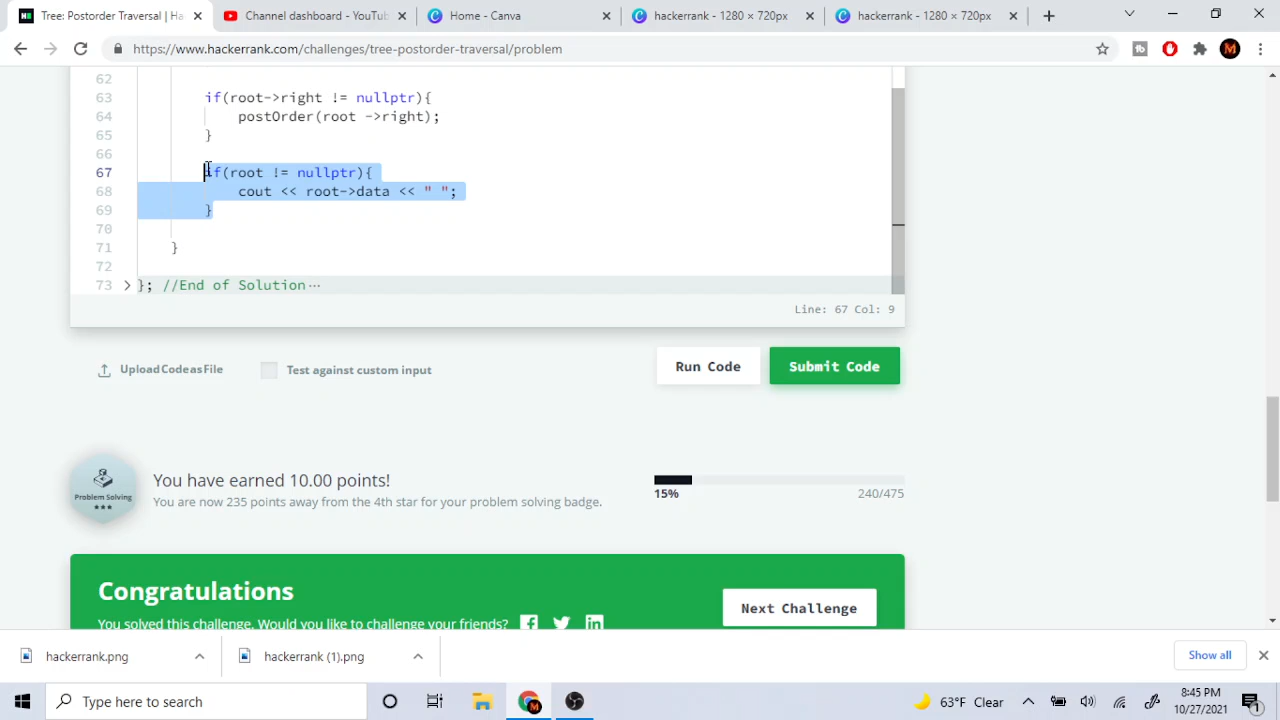 Tree: Postorder Traversal | Ha
Channel dashboard - YouTub
Home - Canva
hackerrank - 1280 × 720px
hackerrank - 1280 × 720px
https://www.hackerrank.com/challenges/tree-postorder-traversal/problem
62
63 if(root->right != nullptr){
64 postOrder(root ->right);
65 }
66
67 if(root != nullptr){
68 cout << root->data << " ";
69 }
70
71 }
72
73 }; //End of Solution⋯
Line: 67 Col: 9
Upload Code as File
Test against custom input
Run Code
Submit Code
Problem Solving
You have earned 10.00 points!
You are now 235 points away from the 4th star for your problem solving badge.
15%
240/475
Congratulations
You solved this challenge. Would you like to challenge your friends?
Next Challenge
hackerrank.png
hackerrank (1).png
Show all
Type here to search
63°F Clear
8:45 PM
10/27/2021